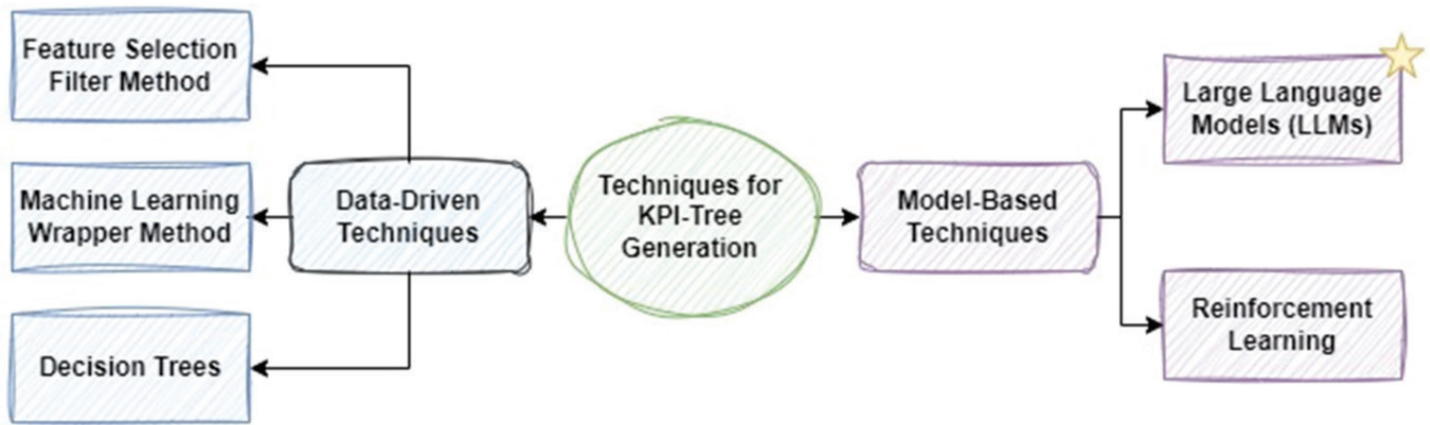 Feature Selection
Filter Method
Machine Learning
Wrapper Method
Decision Trees
Data-Driven
Techniques
Techniques for
KPI-Tree
Generation
Model-Based
Techniques
Large Language
Models (LLMs)
Reinforcement
Learning